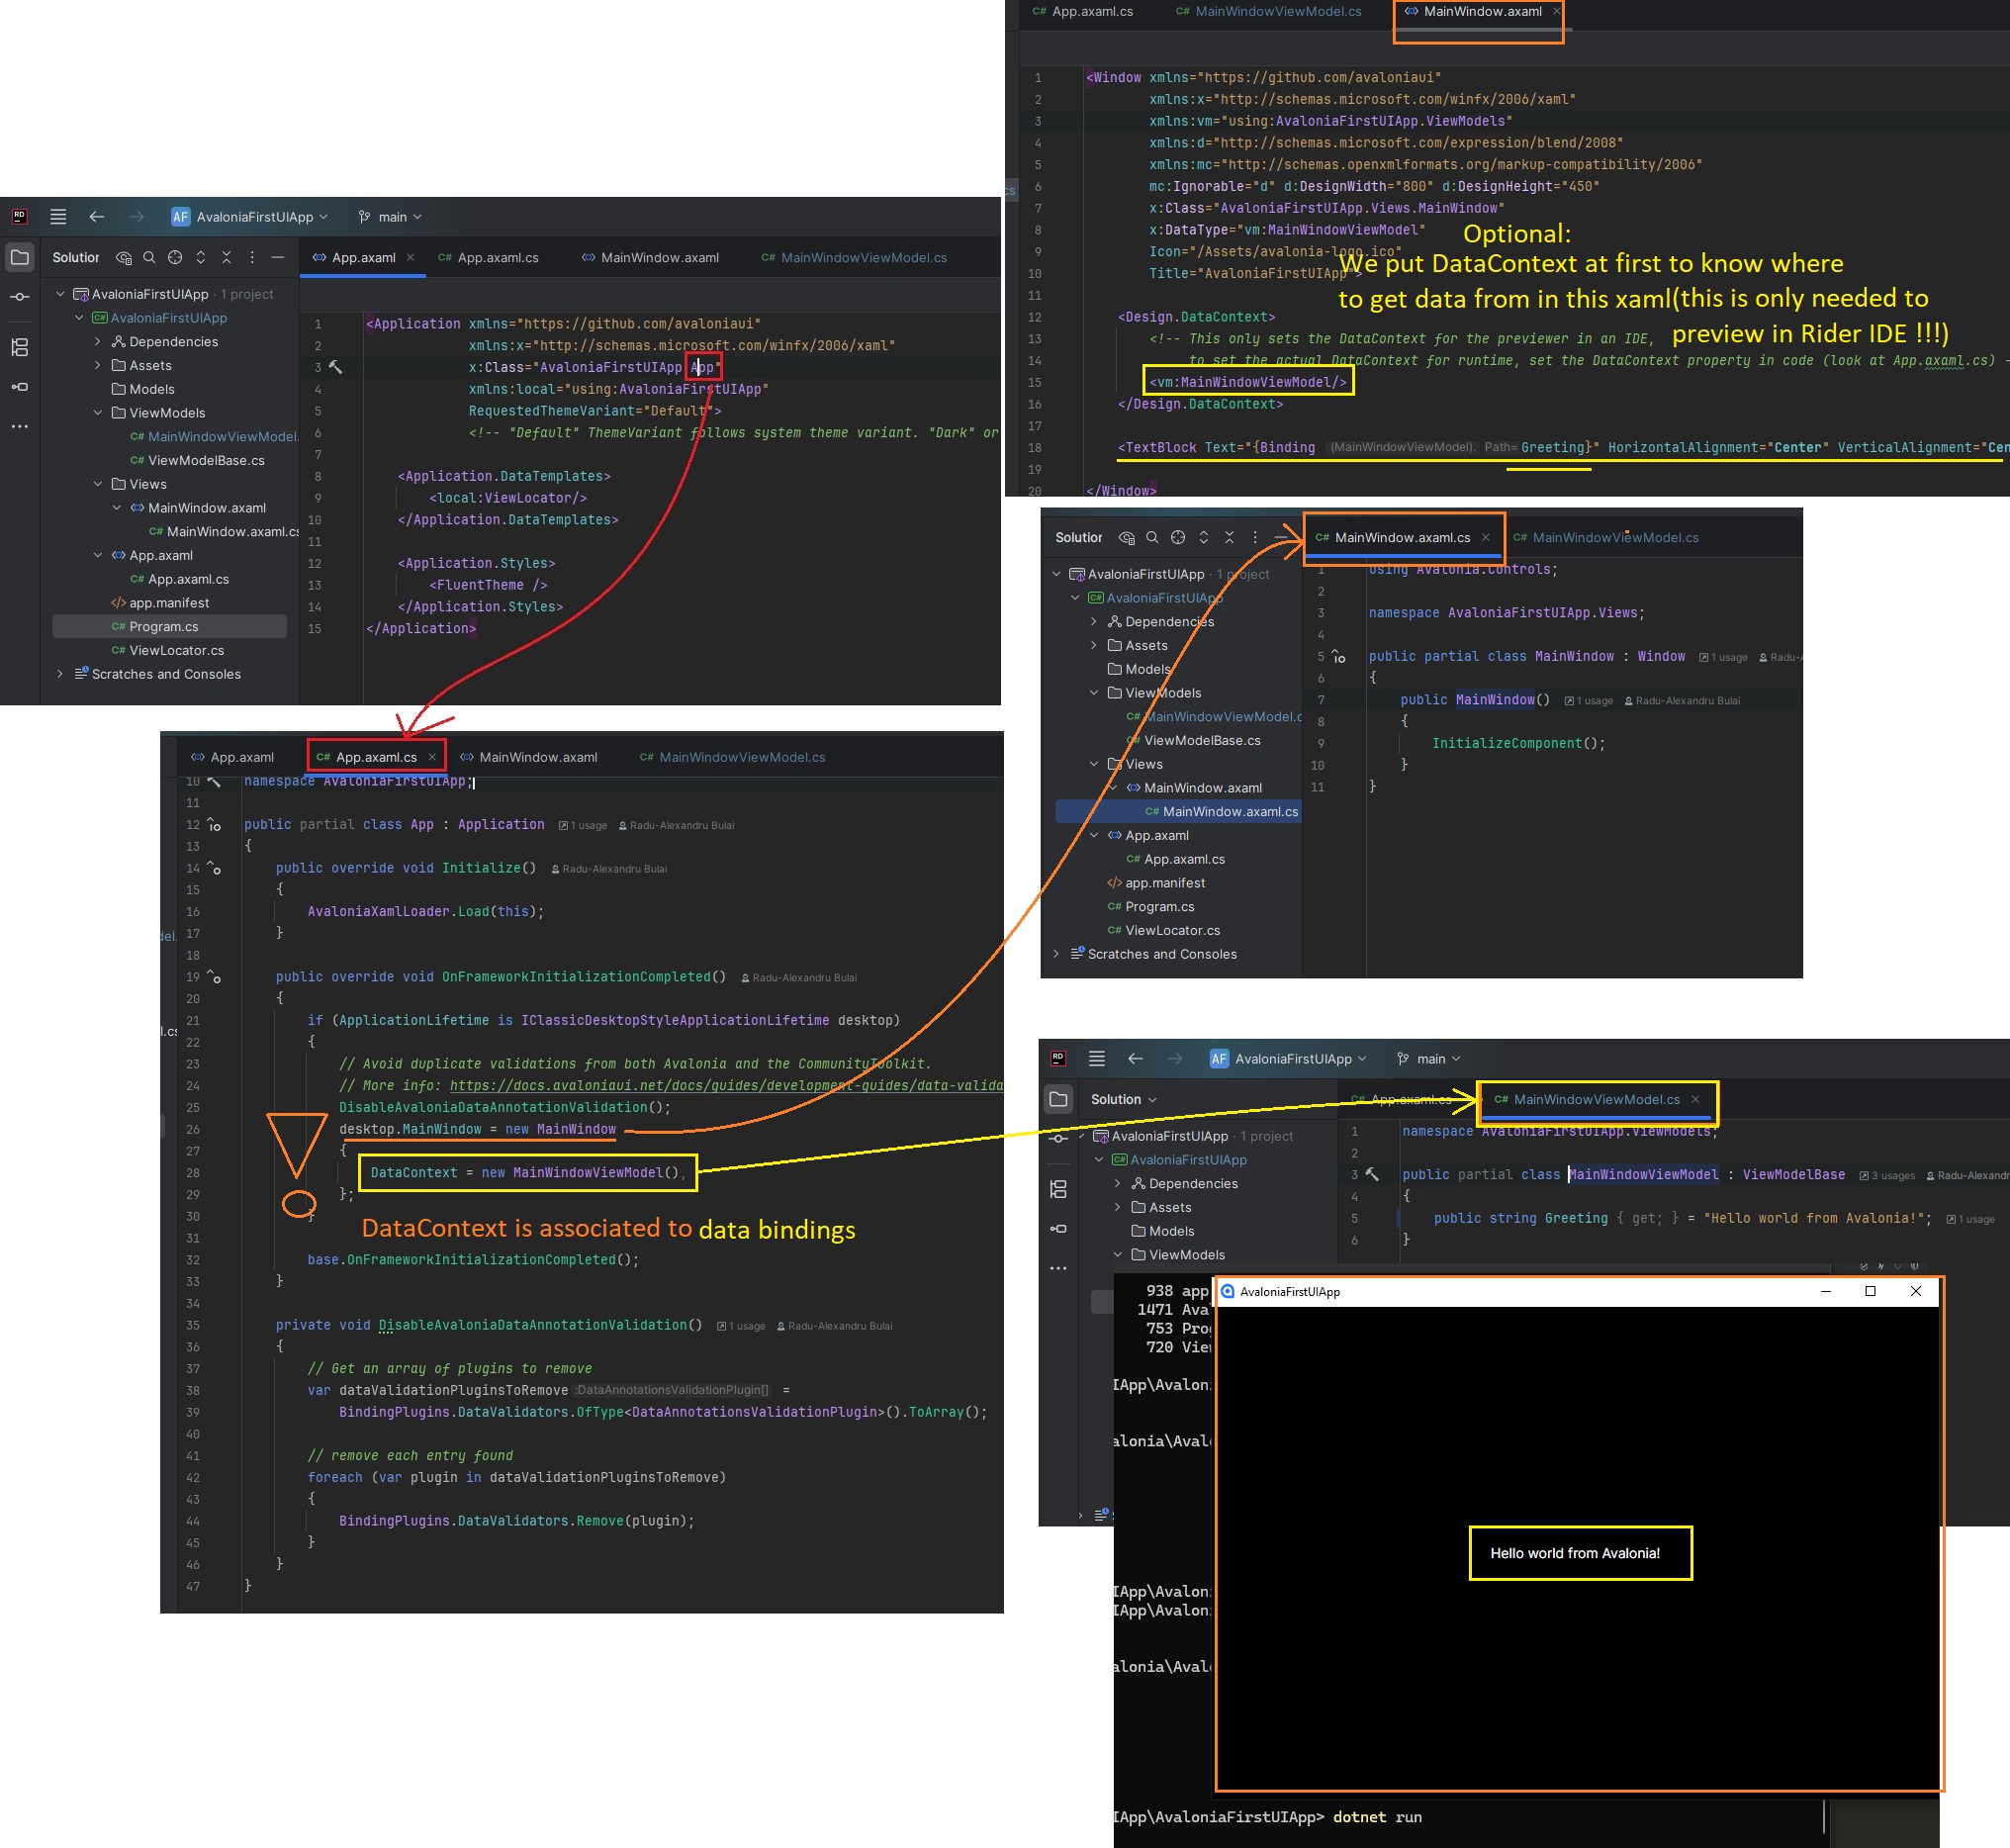 App.axaml.cs MainWindowViewModel.cs MainWindow.axaml
1 <Window xmlns="https://github.com/avaloniaui"
2 xmlns:x="http://schemas.microsoft.com/winfx/2006/xaml"
3 xmlns:vm="using:AvaloniaFirstUIApp.ViewModels"
4 xmlns:d="http://schemas.microsoft.com/expression/blend/2008"
5 xmlns:mc="http://schemas.openxmlformats.org/markup-compatibility/2006"
6 mc:Ignorable="d" d:DesignWidth="800" d:DesignHeight="450"
7 x:Class="AvaloniaFirstUIApp.Views.MainWindow"
8 x:DataType="vm:MainWindowViewModel"
9 Icon="/Assets/avalonia-logo.ico"
10 Title="AvaloniaFirstUIApp">
11
12 <Design.DataContext>
13 <!-- This only sets the DataContext for the previewer in an IDE,
14 to set the actual DataContext for runtime, set the DataContext property in code (look at App.axaml.cs) -
15 <vm:MainWindowViewModel/>
16 </Design.DataContext>
17
18 <TextBlock Text="{Binding (MainWindowViewModel). Path=Greeting}" HorizontalAlignment="Center" VerticalAlignment="Cen
19
20 </Window>
Optional:
We put DataContext at first to know where
to get data from in this xaml(this is only needed to
preview in Rider IDE !!!)
RD AF AvaloniaFirstUIApp main
Solution
AvaloniaFirstUIApp · 1 project
AvaloniaFirstUIApp
Dependencies
Assets
Models
ViewModels
C# MainWindowViewModel.
C# ViewModelBase.cs
Views
MainWindow.axaml
C# MainWindow.axaml.cs
App.axaml
C# App.axaml.cs
app.manifest
C# Program.cs
C# ViewLocator.cs
Scratches and Consoles
App.axaml C# App.axaml.cs MainWindow.axaml C# MainWindowViewModel.cs
1 <Application xmlns="https://github.com/avaloniaui"
2 xmlns:x="http://schemas.microsoft.com/winfx/2006/xaml"
3 x:Class="AvaloniaFirstUIApp.App"
4 xmlns:local="using:AvaloniaFirstUIApp"
5 RequestedThemeVariant="Default">
6 <!-- "Default" ThemeVariant follows system theme variant. "Dark" or
7
8 <Application.DataTemplates>
9 <local:ViewLocator/>
10 </Application.DataTemplates>
11
12 <Application.Styles>
13 <FluentTheme />
14 </Application.Styles>
15 </Application>
Solution
AvaloniaFirstUIApp · 1 project
AvaloniaFirstUIApp
Dependencies
Assets
Models
ViewModels
C# MainWindowViewModel.c
C# ViewModelBase.cs
Views
MainWindow.axaml
C# MainWindow.axaml.cs
App.axaml
C# App.axaml.cs
app.manifest
C# Program.cs
C# ViewLocator.cs
Scratches and Consoles
C# MainWindow.axaml.cs C# MainWindowViewModel.cs
1 using Avalonia.Controls;
2
3 namespace AvaloniaFirstUIApp.Views;
4
5 public partial class MainWindow : Window 1 usage Radu-A
6 {
7 public MainWindow() 1 usage Radu-Alexandru Bulai
8 {
9 InitializeComponent();
10 }
11 }
App.axaml C# App.axaml.cs MainWindow.axaml C# MainWindowViewModel.cs
10 namespace AvaloniaFirstUIApp;
11
12 public partial class App : Application 1 usage Radu-Alexandru Bulai
13 {
14 public override void Initialize() Radu-Alexandru Bulai
15 {
16 AvaloniaXamlLoader.Load(this);
17 }
18
19 public override void OnFrameworkInitializationCompleted() Radu-Alexandru Bulai
20 {
21 if (ApplicationLifetime is IClassicDesktopStyleApplicationLifetime desktop)
22 {
23 // Avoid duplicate validations from both Avalonia and the CommunityToolkit.
24 // More info: https://docs.avaloniaui.net/docs/guides/development-guides/data-valida
25 DisableAvaloniaDataAnnotationValidation();
26 desktop.MainWindow = new MainWindow
27 {
28 DataContext = new MainWindowViewModel(),
29 };
30 }
31
32 base.OnFrameworkInitializationCompleted();
33 }
34
35 private void DisableAvaloniaDataAnnotationValidation() 1 usage Radu-Alexandru Bulai
36 {
37 // Get an array of plugins to remove
38 var dataValidationPluginsToRemove :DataAnnotationsValidationPlugin[] =
39 BindingPlugins.DataValidators.OfType<DataAnnotationsValidationPlugin>().ToArray();
40
41 // remove each entry found
42 foreach (var plugin in dataValidationPluginsToRemove)
43 {
44 BindingPlugins.DataValidators.Remove(plugin);
45 }
46 }
47 }
DataContext is associated to data bindings
RD AF AvaloniaFirstUIApp main
Solution
AvaloniaFirstUIApp · 1 project
AvaloniaFirstUIApp
Dependencies
Assets
Models
ViewModels
C# App.axaml.cs C# MainWindowViewModel.cs
1 namespace AvaloniaFirstUIApp.ViewModels;
2
3 public partial class MainWindowViewModel : ViewModelBase 3 usages Radu-Alexandr
4 {
5 public string Greeting { get; } = "Hello world from Avalonia!"; 1 usage
6 }
938 app
1471 Ava
753 Prog
720 View
IApp\Avalon
alonia\Aval
IApp\Avalon
IApp\Avalon
alonia\Aval
AvaloniaFirstUIApp
Hello world from Avalonia!
IApp\AvaloniaFirstUIApp> dotnet run